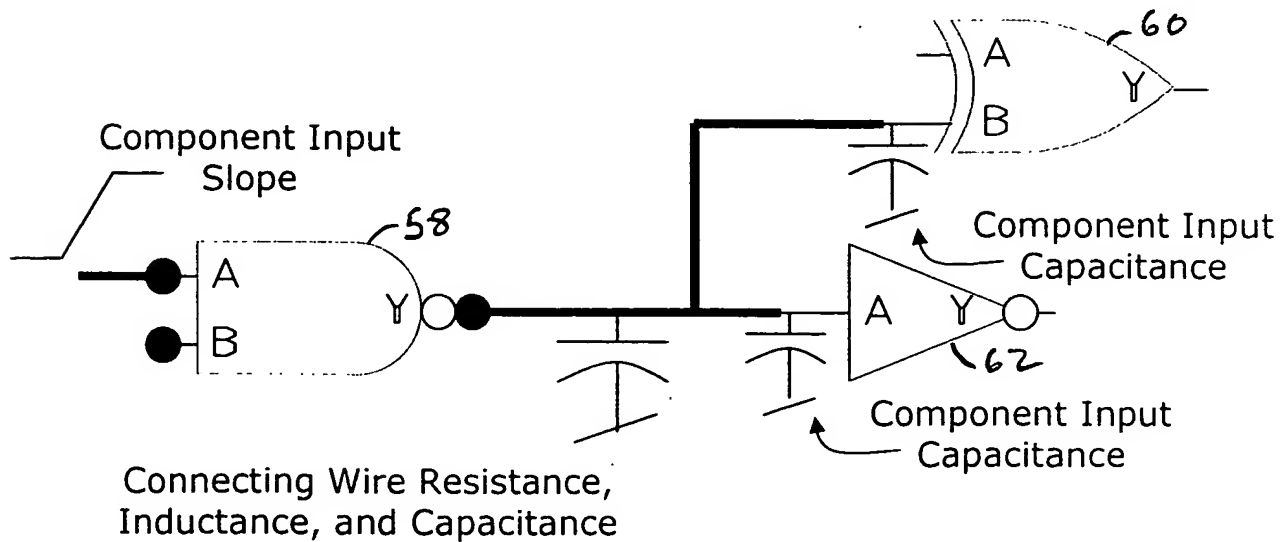 60
A
Y
B
Component Input
Slope
58
A
Y
B
Component Input
Capacitance
A
Y
62
Component Input
Capacitance
Connecting Wire Resistance,
Inductance, and Capacitance